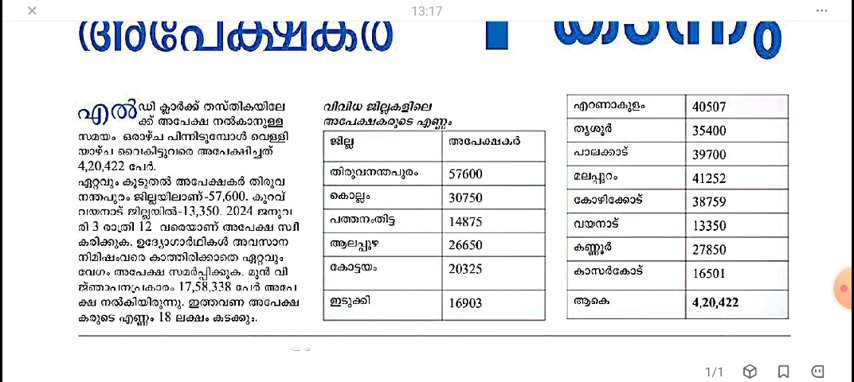 13:17
അപേക്ഷകർ
എൽഡി ക്ലാർക്ക് തസ്തികയിലേ
ക്ക് അപേക്ഷ നൽകാനുള്ള
സമയം ഒരാഴ്ച പിന്നിടുമ്പോൾ വെള്ളി
യാഴ്ച വൈകിട്ടുവരെ അപേക്ഷിച്ചത്
4,20,422 പേർ.
ഏറ്റവും കൂടുതൽ അപേക്ഷകർ തിരുവ
നന്തപുരം ജില്ലയിലാണ്-57,600. കുറവ്
വയനാട് ജില്ലയിൽ-13,350. 2024 ജനുവ
രി 3 രാത്രി 12 വരെയാണ് അപേക്ഷ സ്വീ
കരിക്കുക. ഉദ്യോഗാർഥികൾ അവസാന
നിമിഷംവരെ കാത്തിരിക്കാതെ ഏറ്റവും
വേഗം അപേക്ഷ സമർപ്പിക്കുക. മുൻ വി
ജ്ഞാപനപ്രകാരം 17,58,338 പേർ അപേ
ക്ഷ നൽകിയിരുന്നു. ഇത്തവണ അപേക്ഷ
കരുടെ എണ്ണം 18 ലക്ഷം കടക്കും.
വിവിധ ജില്ലകളിലെ
അപേക്ഷകരുടെ എണ്ണം
ജില്ല അപേക്ഷകർ
തിരുവനന്തപുരം 57600
കൊല്ലം 30750
പത്തനംതിട്ട 14875
ആലപ്പുഴ 26650
കോട്ടയം 20325
ഇടുക്കി 16903
എറണാകുളം 40507
തൃശൂർ 35400
പാലക്കാട് 39700
മലപ്പുറം 41252
കോഴിക്കോട് 38759
വയനാട് 13350
കണ്ണൂർ 27850
കാസർകോട് 16501
ആകെ 4,20,422
1/1